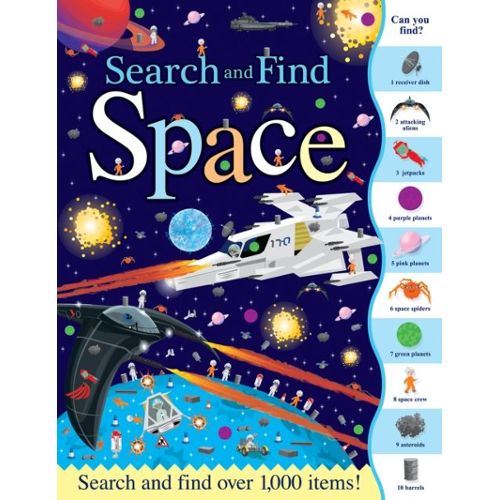 Search and Find
Space
17-0
Search and find over 1,000 items!
Can you
find?
1 receiver dish
2 attacking
aliens
3 jetpacks
4 purple planets
5 pink planets
6 space spiders
7 green planets
8 space crew
9 asteroids
10 barrels